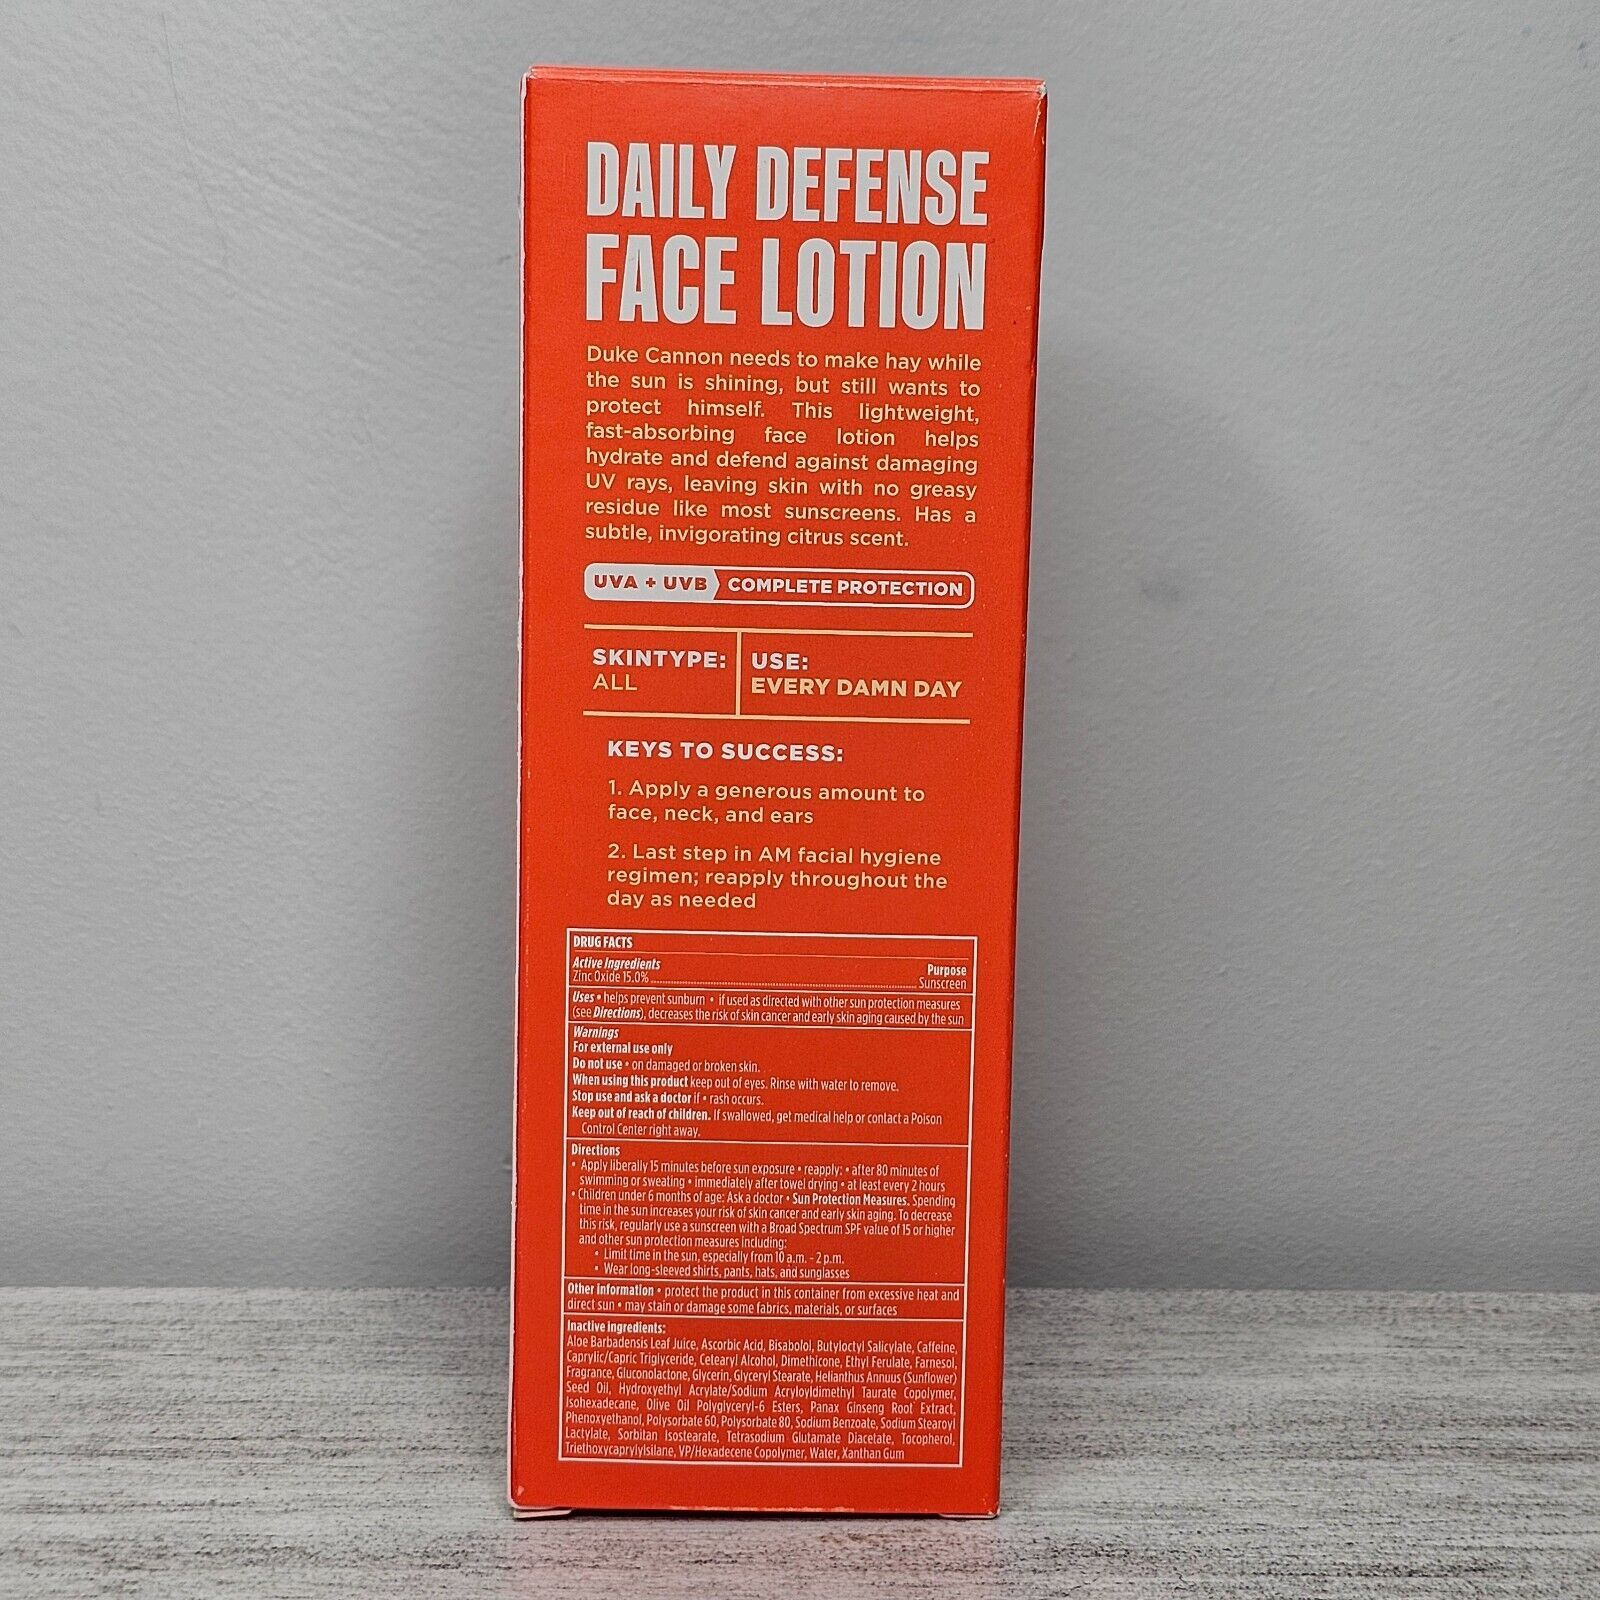 DAILY DEFENSE
FACE LOTION
Duke Cannon needs to make hay while
the sun is shining, but still wants to
protect himself. This lightweight,
fast-absorbing face lotion helps
hydrate and defend against damaging
UV rays, leaving skin with no greasy
residue like most sunscreens. Has a
subtle, invigorating citrus scent.
UVA + UVB COMPLETE PROTECTION
SKINTYPE:
ALL
USE:
EVERY DAMN DAY
KEYS TO SUCCESS:
1. Apply a generous amount to
face, neck, and ears
2. Last step in AM facial hygiene
regimen; reapply throughout the
day as needed
DRUG FACTS
Active Ingredients Purpose
Zinc Oxide 15.0% Sunscreen
Uses • helps prevent sunburn • if used as directed with other sun protection measures
(see Directions), decreases the risk of skin cancer and early skin aging caused by the sun
Warnings
For external use only
Do not use • on damaged or broken skin.
When using this product keep out of eyes. Rinse with water to remove.
Stop use and ask a doctor if • rash occurs.
Keep out of reach of children. If swallowed, get medical help or contact a Poison
Control Center right away.
Directions
• Apply liberally 15 minutes before sun exposure • reapply: • after 80 minutes of
swimming or sweating • immediately after towel drying • at least every 2 hours
• Children under 6 months of age: Ask a doctor • Sun Protection Measures. Spending
time in the sun increases your risk of skin cancer and early skin aging. To decrease
this risk, regularly use a sunscreen with a Broad Spectrum SPF value of 15 or higher
and other sun protection measures including:
• Limit time in the sun, especially from 10 a.m. - 2 p.m.
• Wear long-sleeved shirts, pants, hats, and sunglasses
Other information • protect the product in this container from excessive heat and
direct sun • may stain or damage some fabrics, materials, or surfaces
Inactive ingredients:
Aloe Barbadensis Leaf Juice, Ascorbic Acid, Bisabolol, Butyloctyl Salicylate, Caffeine,
Caprylic/Capric Triglyceride, Cetearyl Alcohol, Dimethicone, Ethyl Ferulate, Farnesol,
Fragrance, Gluconolactone, Glycerin, Glyceryl Stearate, Helianthus Annuus (Sunflower)
Seed Oil, Hydroxyethyl Acrylate/Sodium Acryloyldimethyl Taurate Copolymer,
Isohexadecane, Olive Oil Polyglyceryl-6 Esters, Panax Ginseng Root Extract,
Phenoxyethanol, Polysorbate 60, Polysorbate 80, Sodium Benzoate, Sodium Stearoyl
Lactylate, Sorbitan Isostearate, Tetrasodium Glutamate Diacetate, Tocopherol,
Triethoxycaprylylsilane, VP/Hexadecene Copolymer, Water, Xanthan Gum